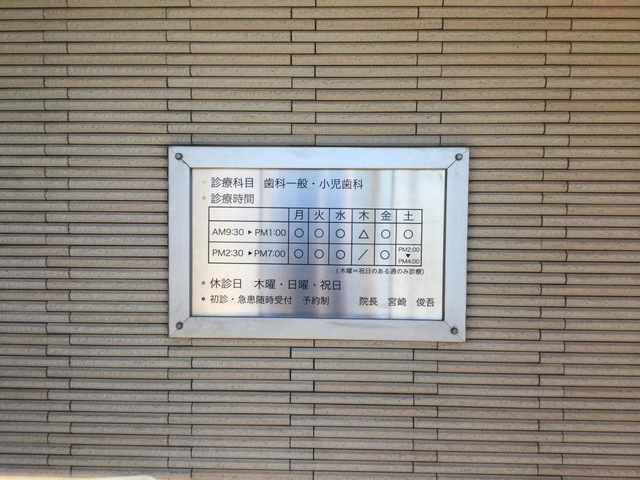 診療科目 歯科一般・小児歯科
診療時間
月 火 水 木 金 土
AM9:30 ▶ PM1:00 ○ ○ ○ △ ○ ○
PM2:30 ▶ PM7:00 ○ ○ ○ ／ ○ PM2:00 ▼ PM4:00
(木曜=祝日のある週のみ診療)
休診日 木曜・日曜・祝日
初診・急患随時受付 予約制 院長 宮崎 俊吾